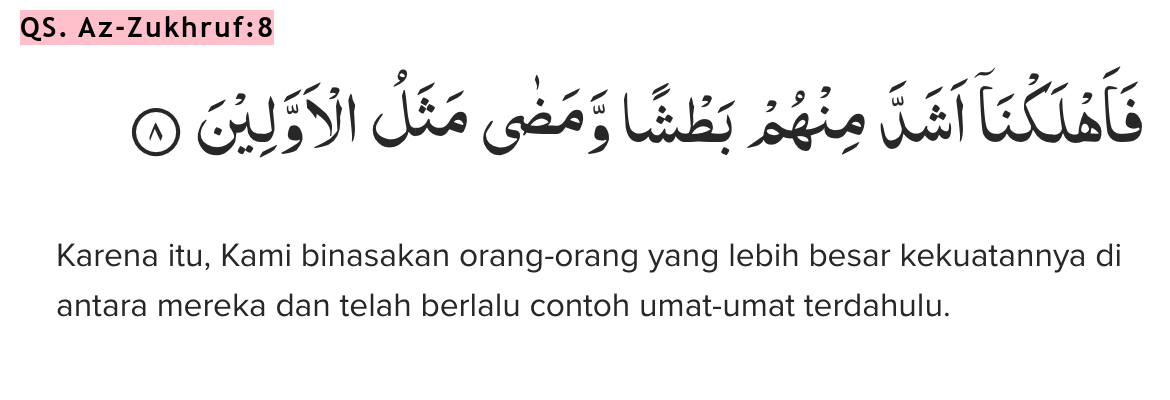 QS. Az-Zukhruf:8
فَاَهْلَكْنَآ اَشَدَّ مِنْهُمْ بَطْشًا وَّمَضٰى مَثَلُ الْاَوَّلِيْنَ ۝٨
Karena itu, Kami binasakan orang-orang yang lebih besar kekuatannya di
antara mereka dan telah berlalu contoh umat-umat terdahulu.